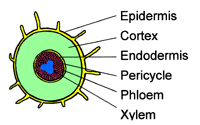 Epidermis
Cortex
Endodermis
Pericycle
Phloem
Xylem